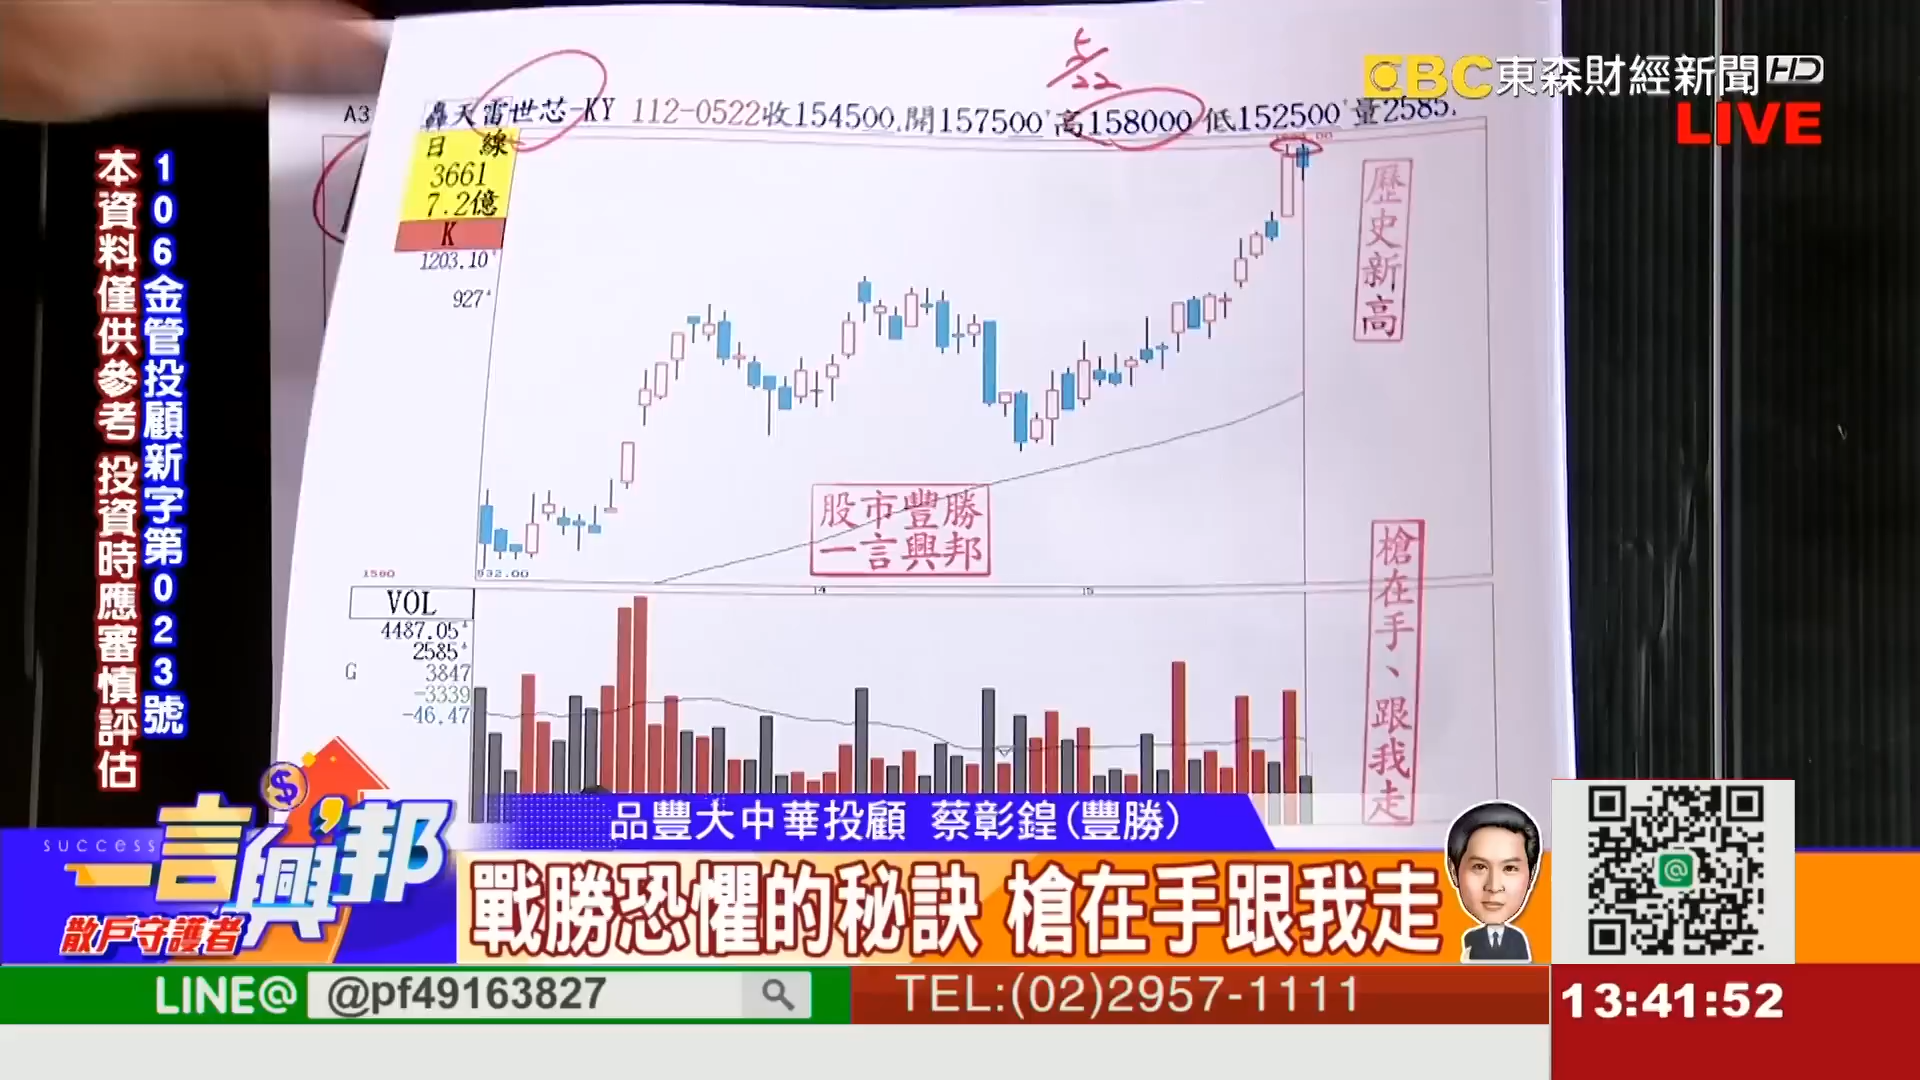 5/22
EBC東森財經新聞HD
LIVE
A3
轟天雷世芯-KY 112-0522收154500.開157500'高158000 低152500'量2585.
日 線
3661
7.2億
K
1203.10
927
歷史新高
股市豐勝
一言興邦
1580
932.00
14
15
VOL
4487.05
2585
G 3847
-3339
-46.47
槍在手、跟我走
106金管投顧新字第023號
本資料僅供參考 投資時應審慎評估
success
一言興邦
散戶守護者
品豐大中華投顧 蔡彰鍠(豐勝)
戰勝恐懼的秘訣 槍在手跟我走
LINE@ @pf49163827
TEL:(02)2957-1111
13:41:52